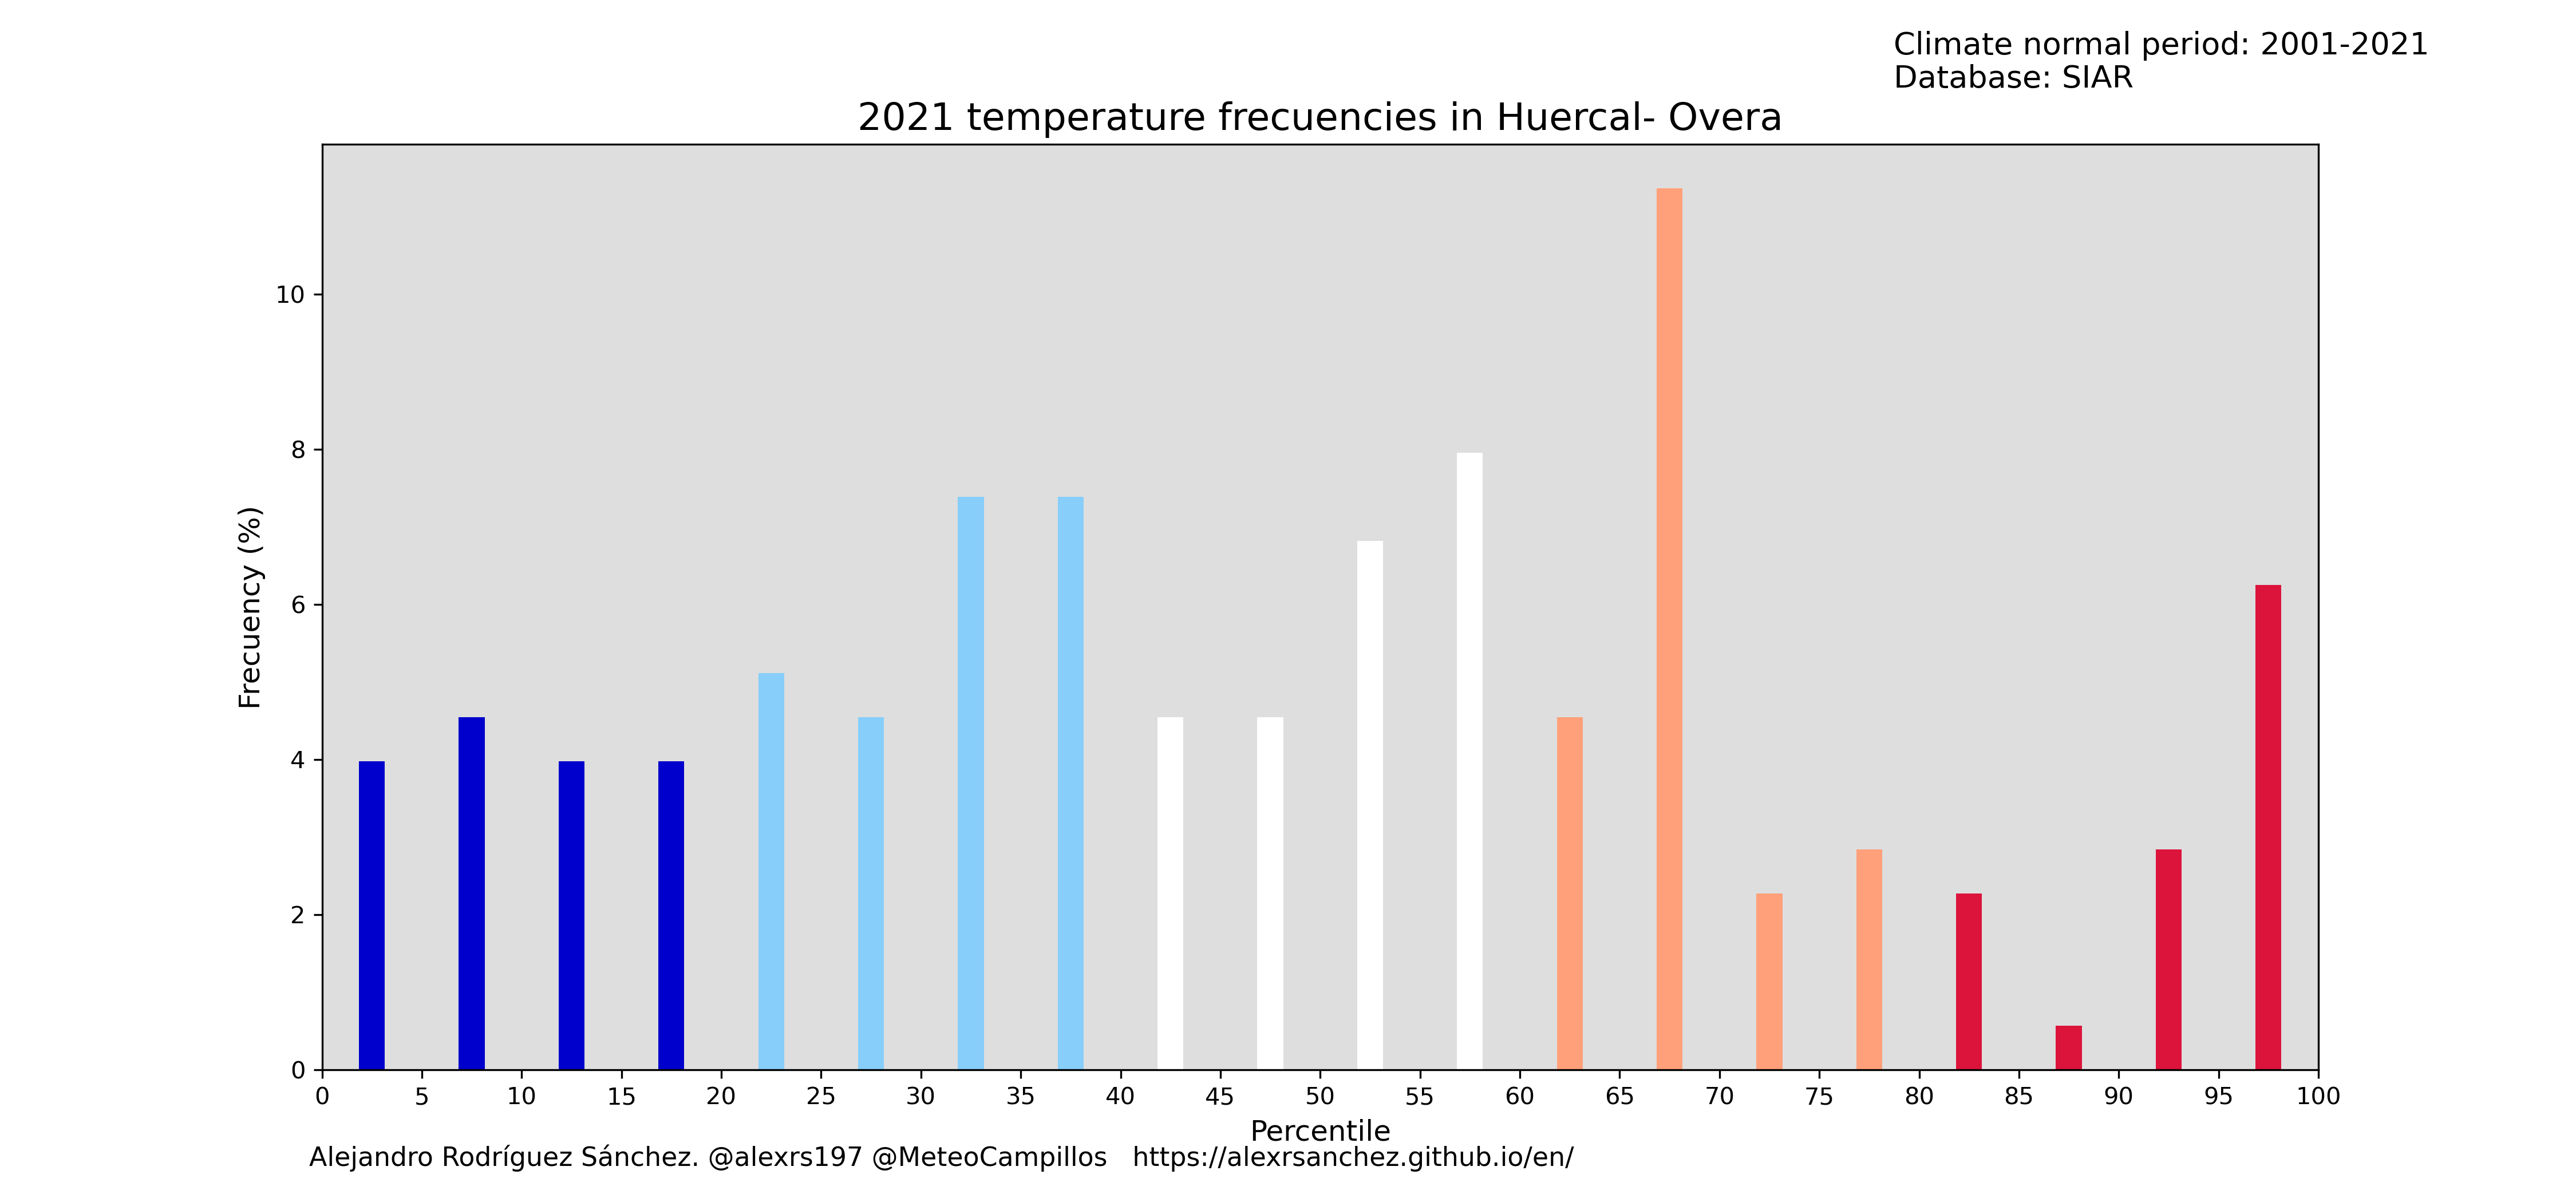 Climate normal period: 2001-2021
Database: SIAR
2021 temperature frecuencies in Huercal- Overa
Frecuency (%)
10
8
6
4
2
0
0 5 10 15 20 25 30 35 40 45 50 55 60 65 70 75 80 85 90 95 100
Percentile
Alejandro Rodríguez Sánchez. @alexrs197 @MeteoCampillos https://alexrsanchez.github.io/en/